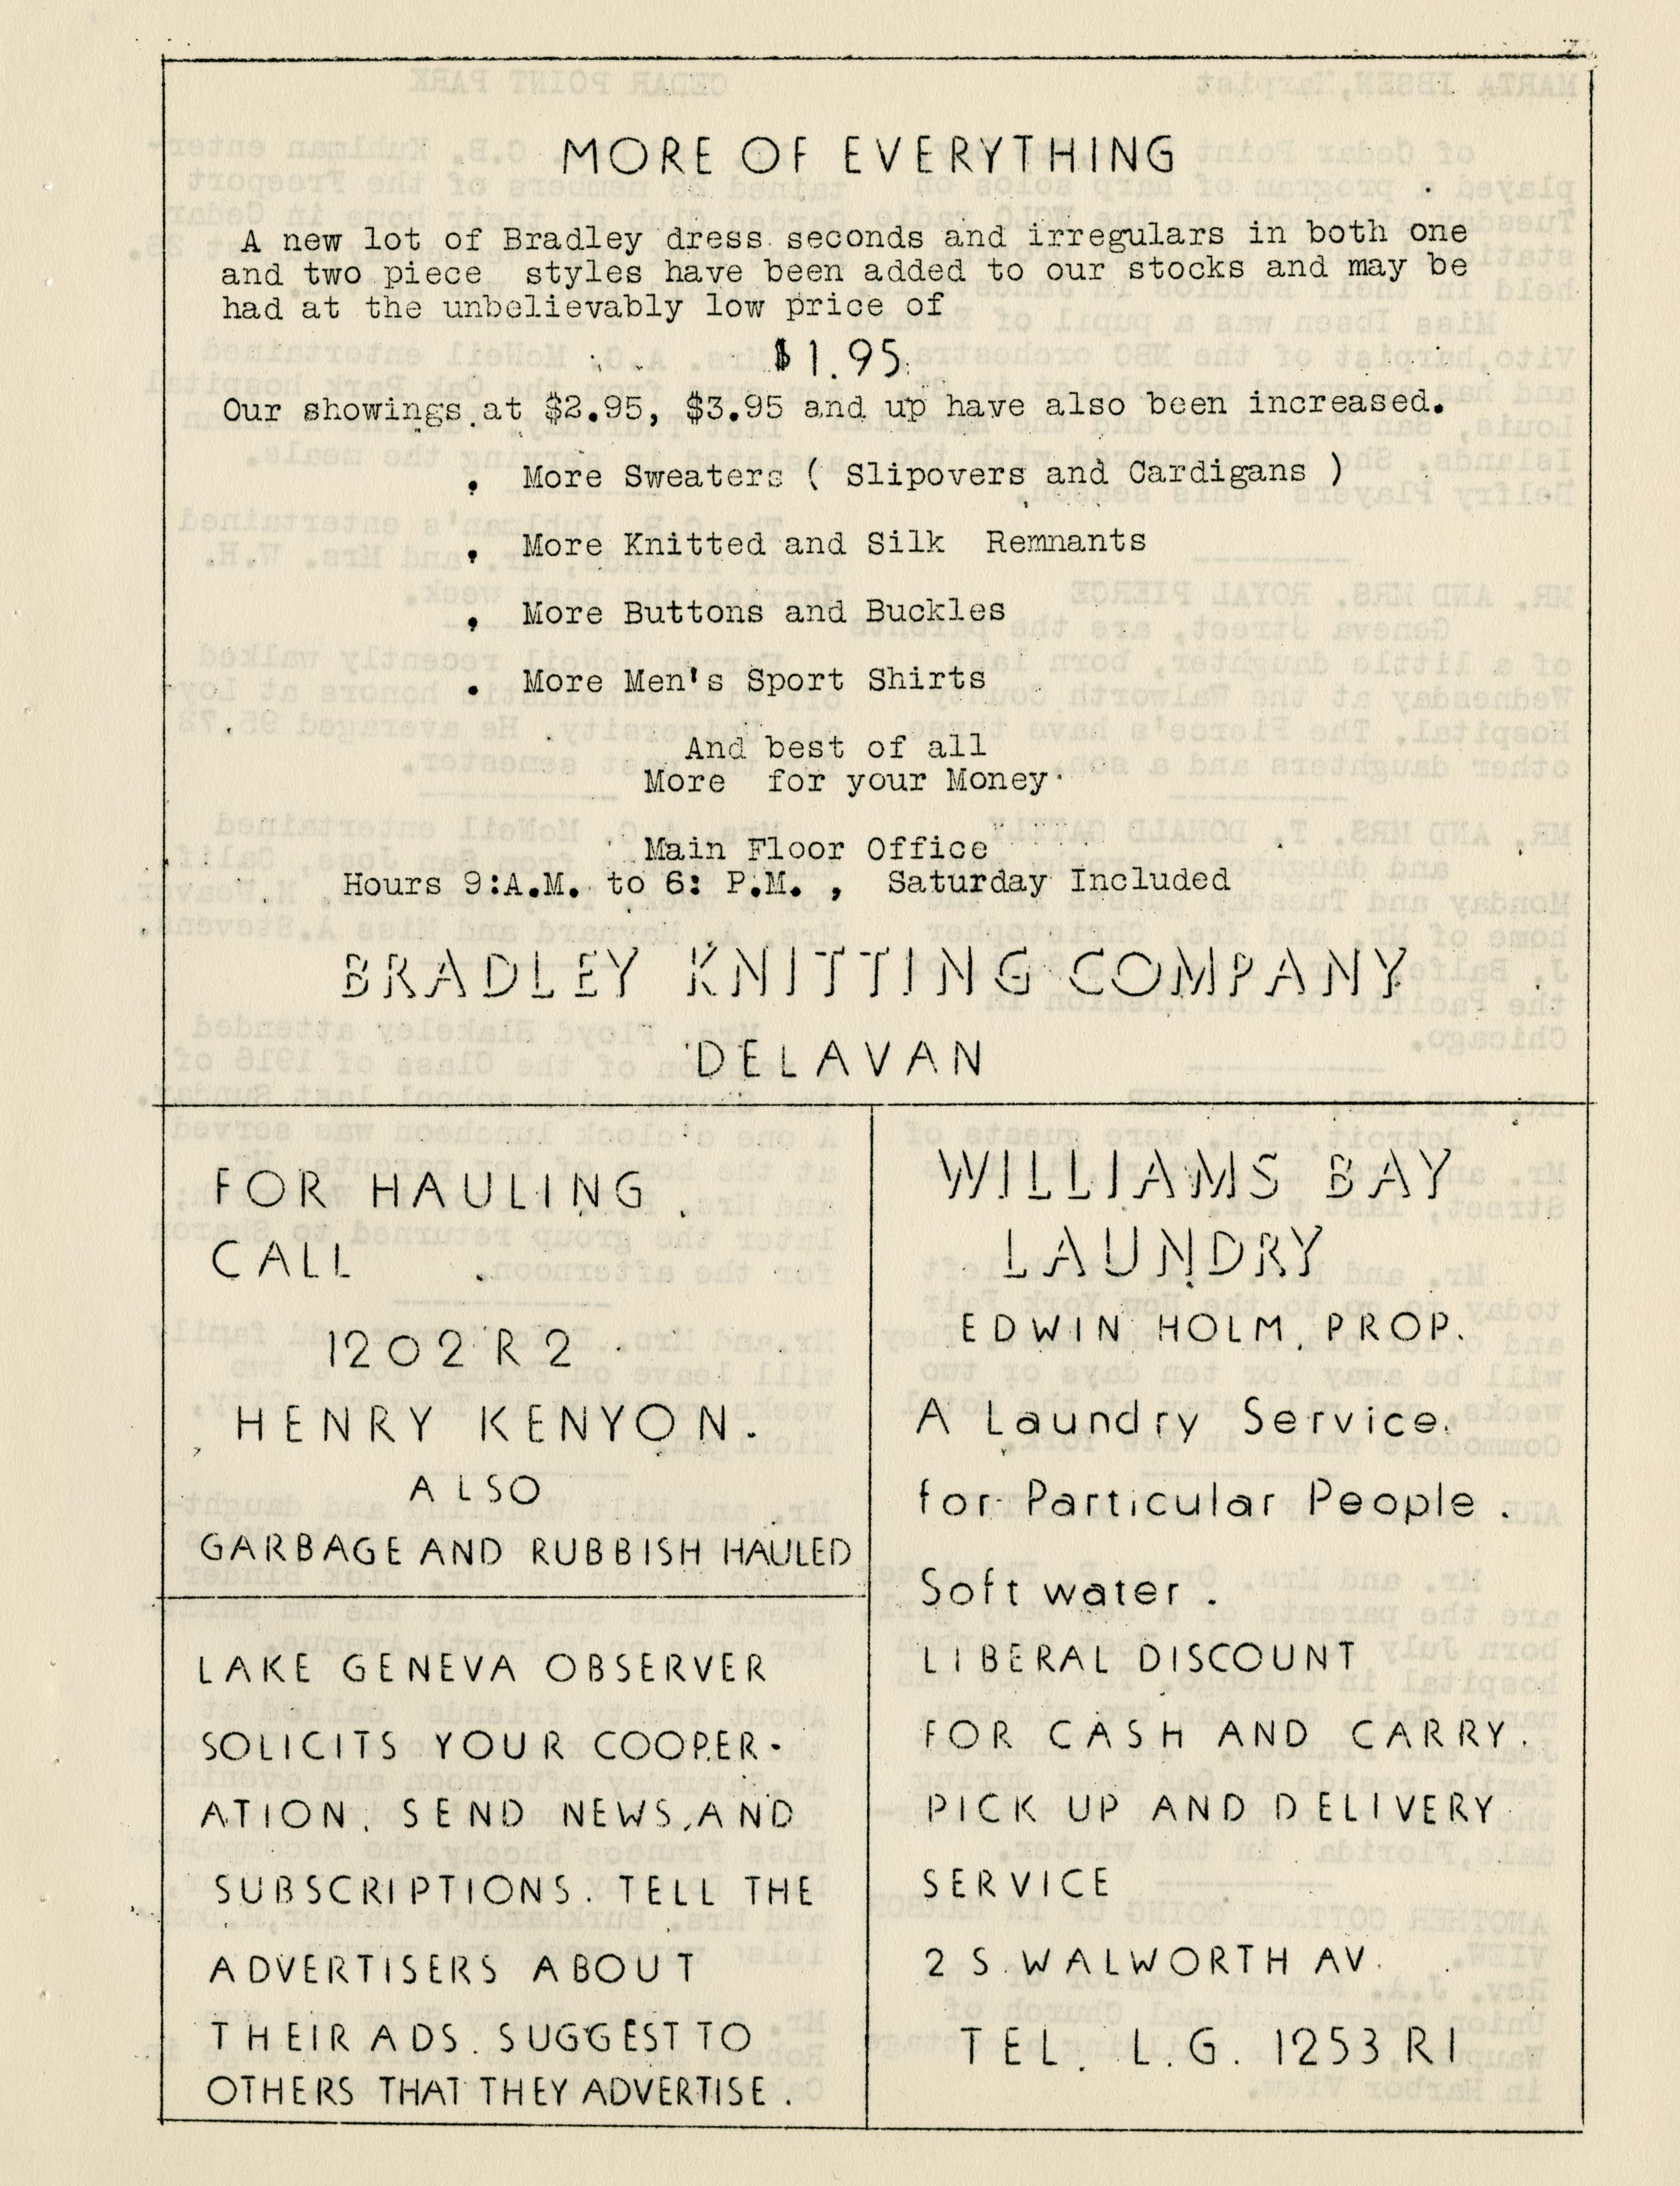 MORE OF EVERYTHING
A new lot of Bradley dress seconds and irregulars in both one
and two piece styles have been added to our stocks and may be
had at the unbelievably low price of
$1.95
Our showings at $2.95, $3.95 and up have also been increased.
. More Sweaters ( Slipovers and Cardigans )
. More Knitted and Silk Remnants
. More Buttons and Buckles
. More Men's Sport Shirts
And best of all
More for your Money
Main Floor Office
Hours 9:A.M. to 6: P.M. , Saturday Included
BRADLEY KNITTING COMPANY
DELAVAN
FOR HAULING
CALL
1202 R 2
HENRY KENYON.
ALSO
GARBAGE AND RUBBISH HAULED
LAKE GENEVA OBSERVER
SOLICITS YOUR COOPER-
ATION. SEND NEWS, AND
SUBSCRIPTIONS. TELL THE
ADVERTISERS ABOUT
THEIR ADS. SUGGEST TO
OTHERS THAT THEY ADVERTISE.
WILLIAMS BAY
LAUNDRY
EDWIN HOLM, PROP.
A Laundry Service.
for Particular People.
Soft water.
LIBERAL DISCOUNT
FOR CASH AND CARRY.
PICK UP AND DELIVERY
SERVICE
2 S. WALWORTH AV.
TEL. L.G. 1253 R1